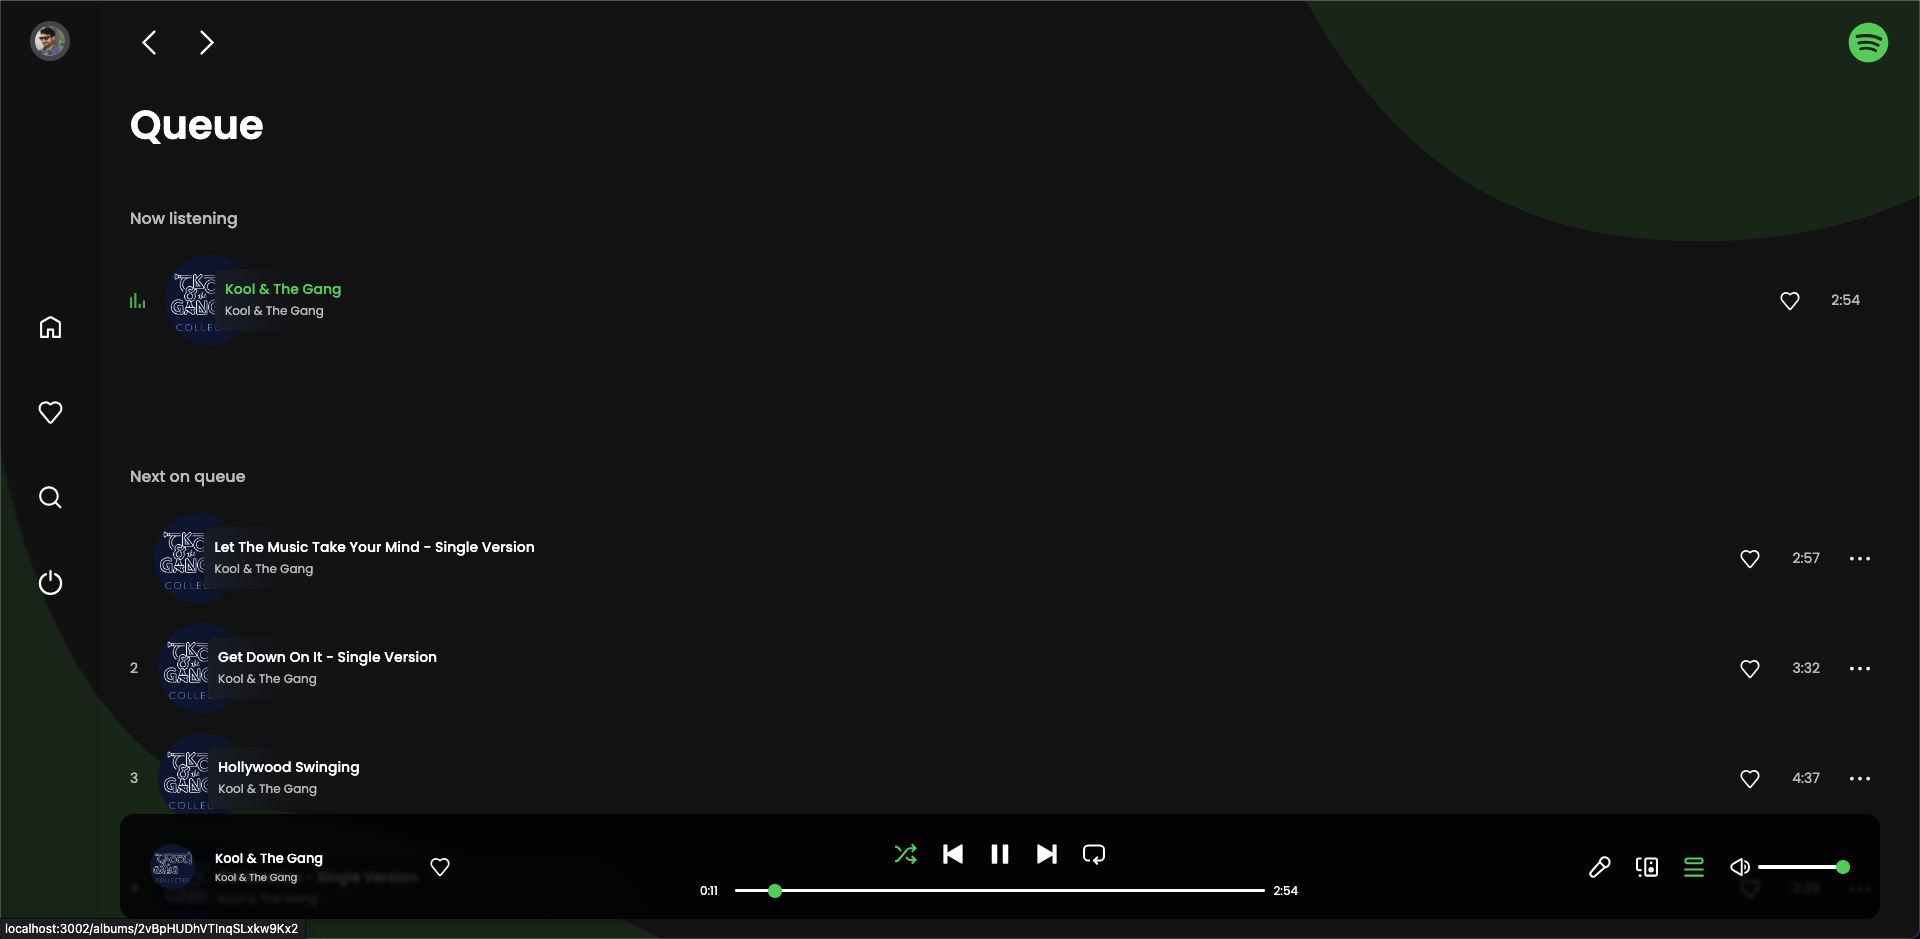 Queue
Now listening
Kool & The Gang
Kool & The Gang
2:54
Next on queue
Let The Music Take Your Mind - Single Version
Kool & The Gang
2:57
2
Get Down On It - Single Version
Kool & The Gang
3:32
3
Hollywood Swinging
Kool & The Gang
4:37
Kool & The Gang
Kool & The Gang
0:11
2:54
localhost:3002/albums/2vBpHUDhVTInqSLxkw9Kx2